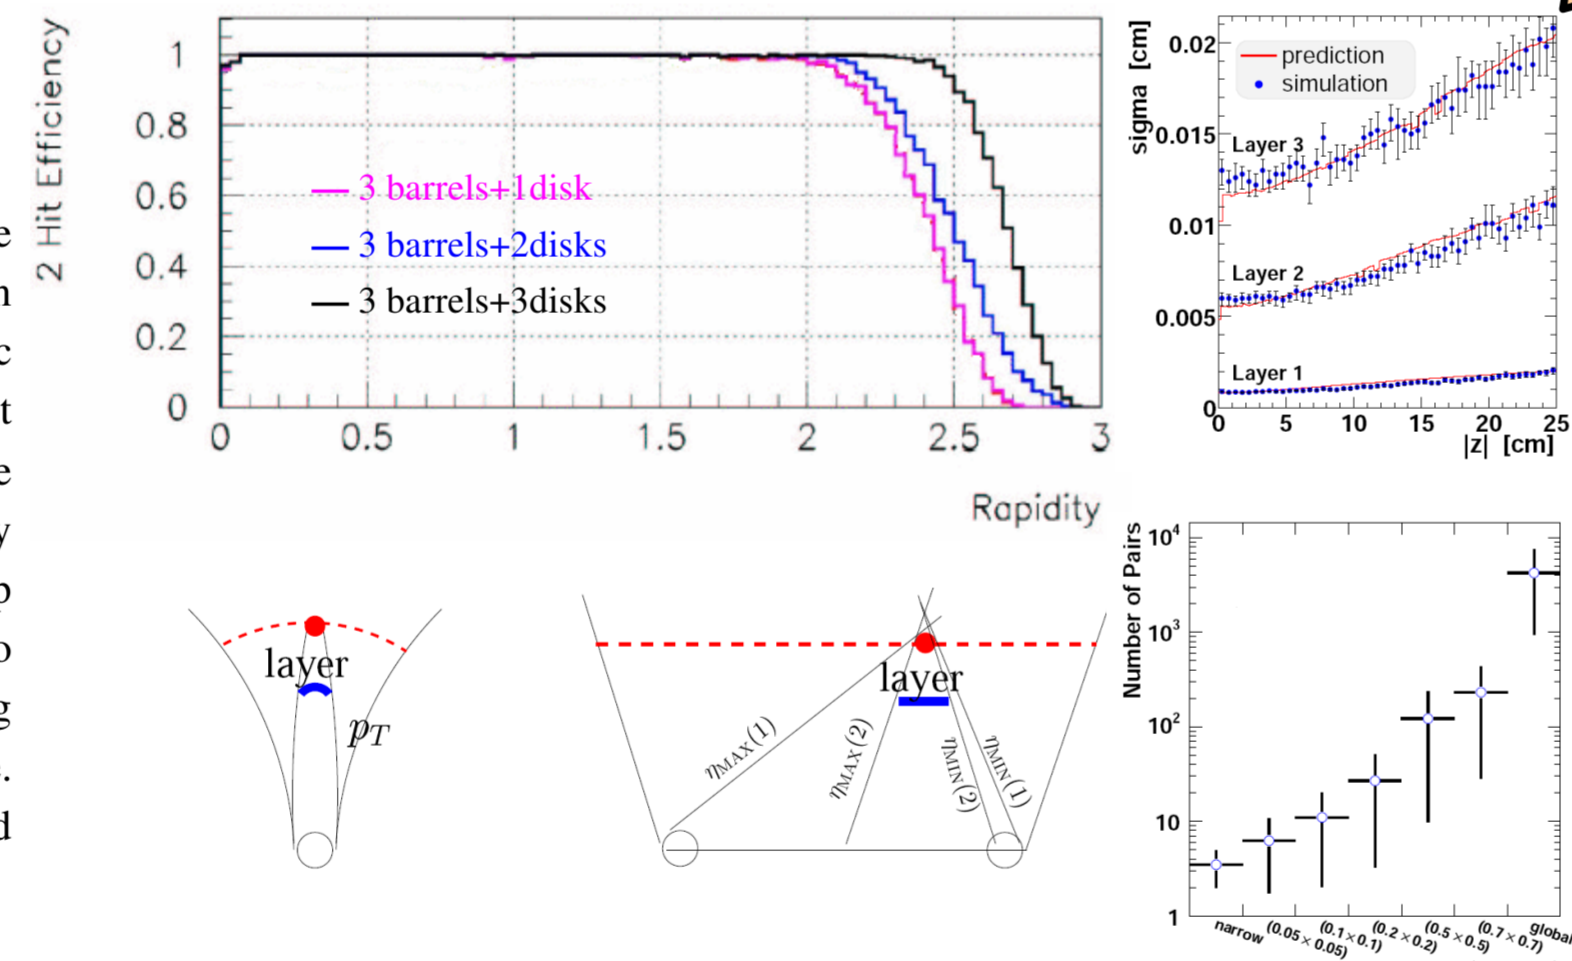 2 Hit Efficiency
1
0.8
0.6
0.4
0.2
0
3 barrels+1disk
3 barrels+2disks
3 barrels+3disks
0 0.5 1 1.5 2 2.5 3
Rapidity
sigma [cm]
0.02
0.015
0.01
0.005
0
prediction
simulation
Layer 3
Layer 2
Layer 1
0 5 10 15 20 25
|z| [cm]
e
n
c
t
e
y
p
o
g
.
d
layer
p_T
layer
η_MAX(1)
η_MAX(2)
η_MIN(2)
η_MIN(1)
Number of Pairs
10^4
10^3
10^2
10
1
narrow
(0.05 × 0.05)
(0.1 × 0.1)
(0.2 × 0.2)
(0.5 × 0.5)
(0.7 × 0.7)
global